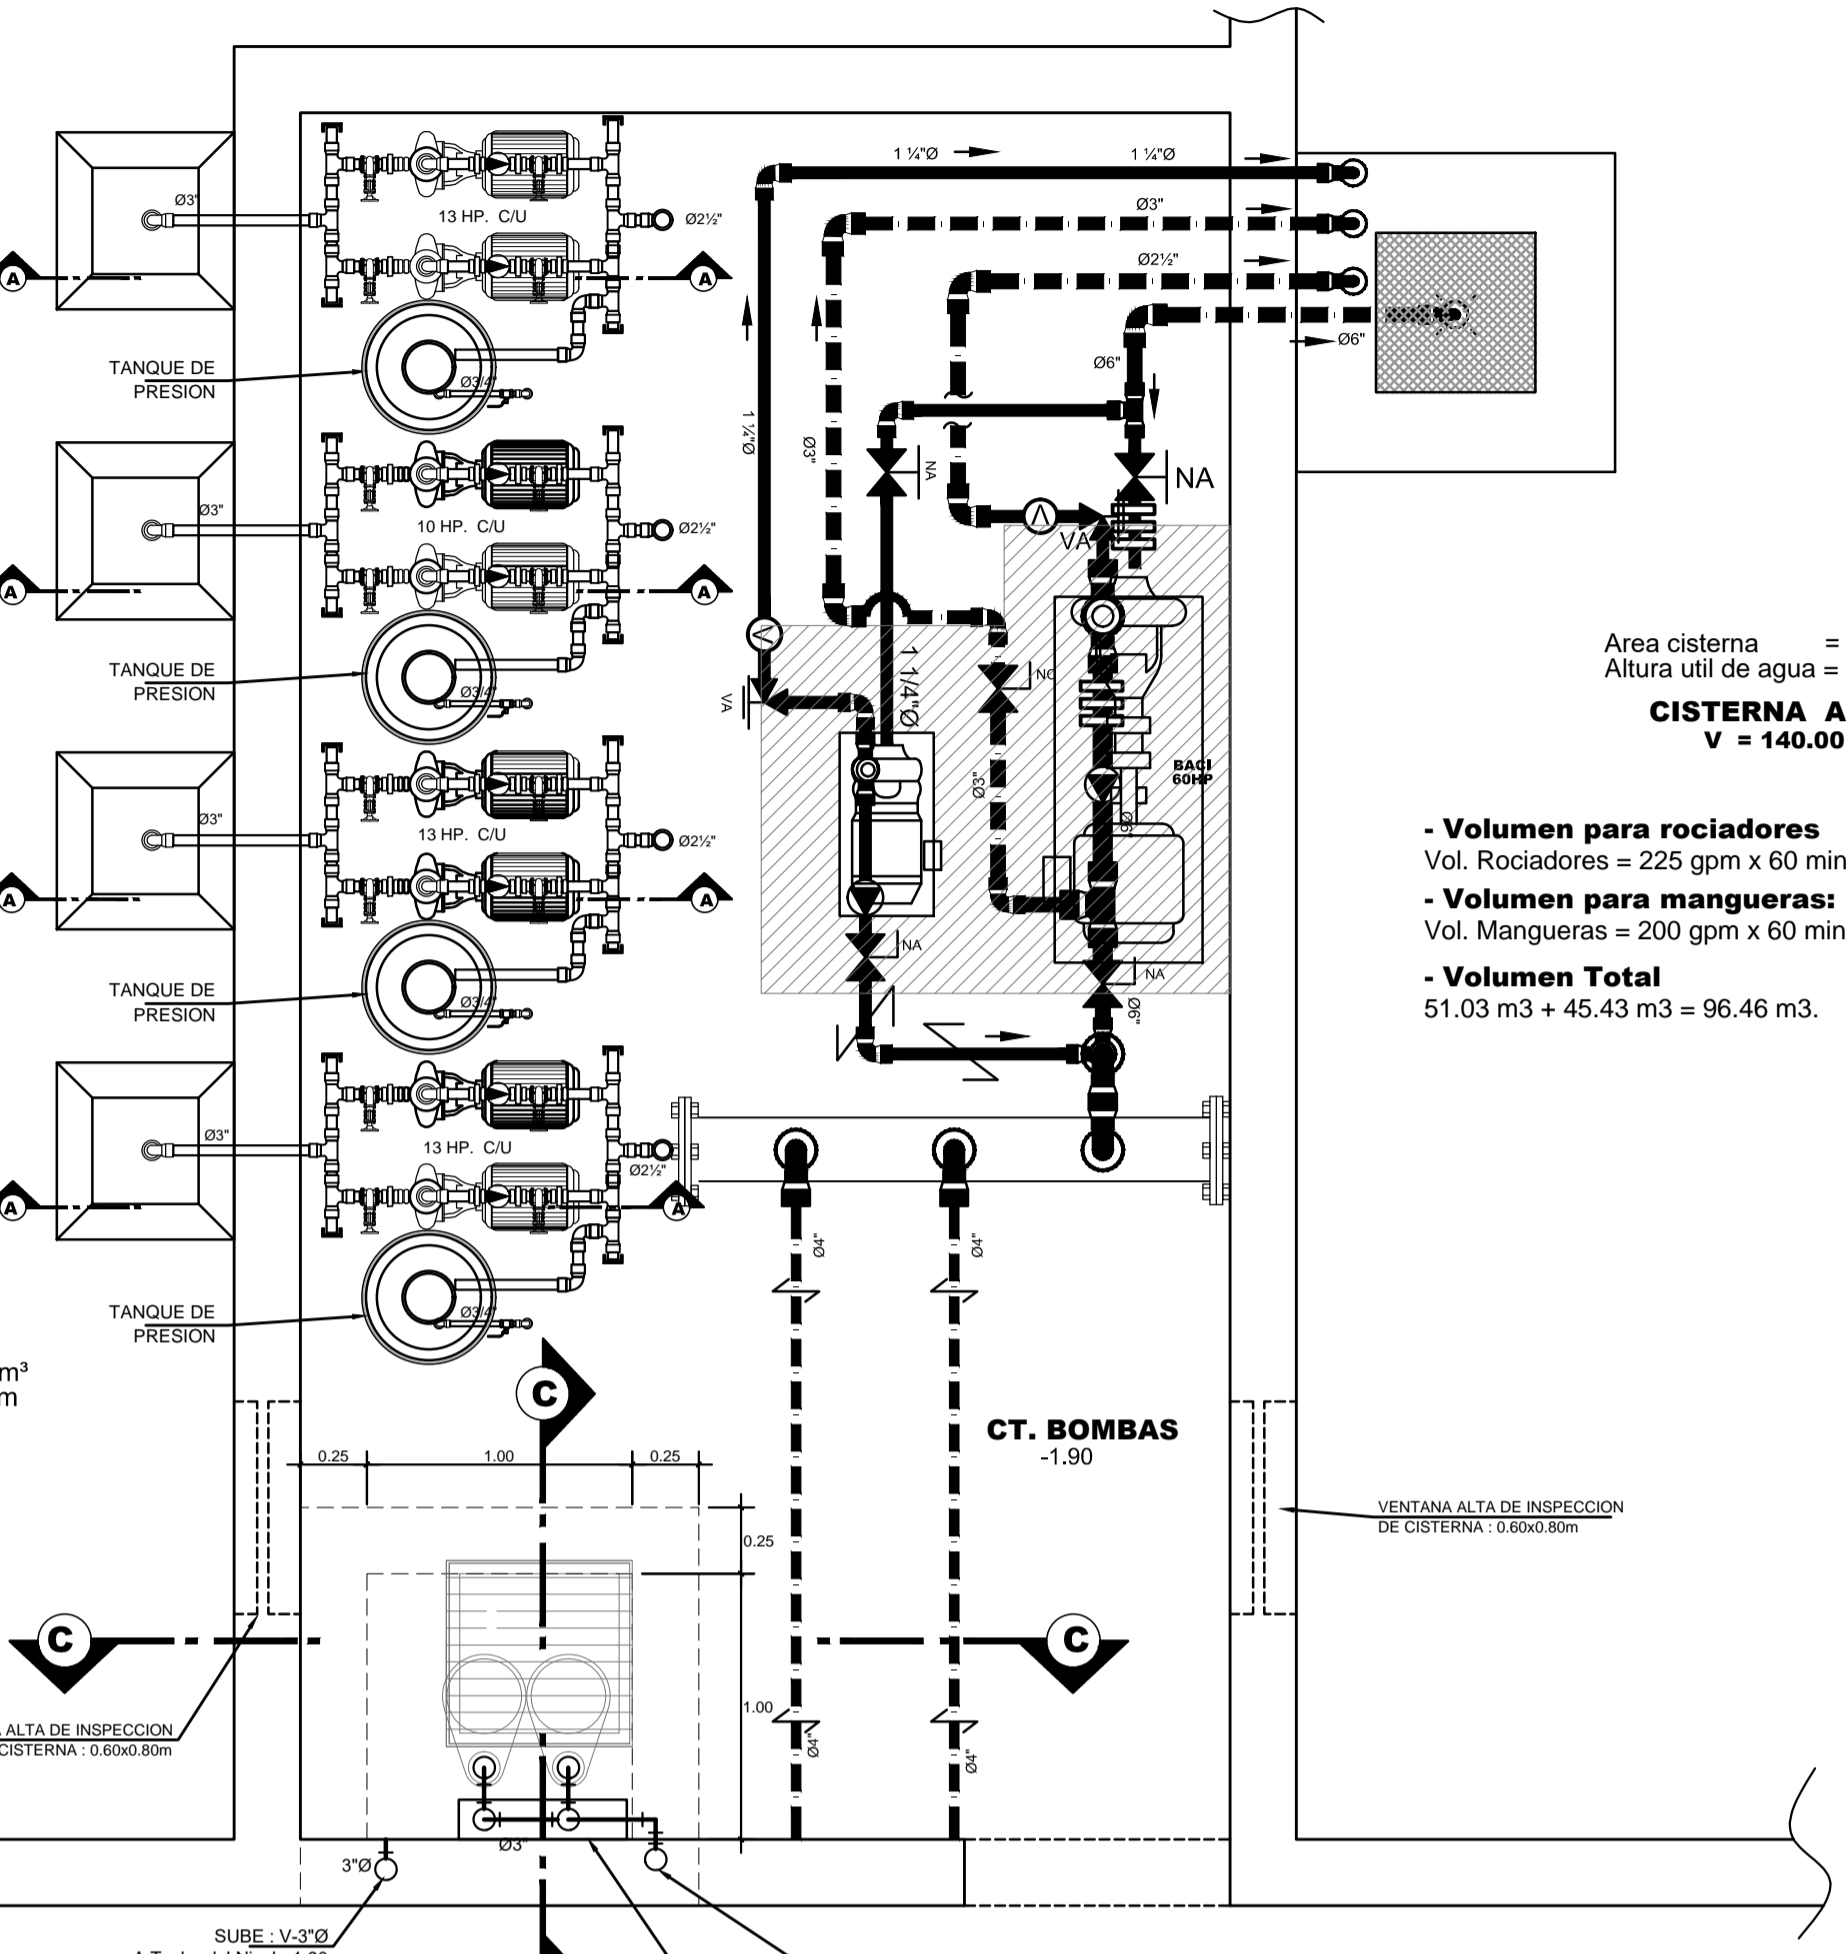 1 ¼"Ø
1 ¼"Ø
Ø3"
13 HP. C/U
Ø2½"
Ø3"
Ø2½"
A
A
Ø6"
Ø6"
TANQUE DE
PRESION
Ø3/4"
1 ¼"Ø
Ø3"
NA
NA
Ø3"
10 HP. C/U
Ø2½"
VA
A
A
TANQUE DE
PRESION
Ø3/4"
VA
1 1/4"Ø
NC
Area cisterna =
Altura util de agua =
CISTERNA A
V = 140.00
BACI
60HP
Ø3"
Ø6"
Ø3"
13 HP. C/U
Ø2½"
A
A
- Volumen para rociadores
Vol. Rociadores = 225 gpm x 60 min
- Volumen para mangueras:
Vol. Mangueras = 200 gpm x 60 min
- Volumen Total
51.03 m3 + 45.43 m3 = 96.46 m3.
NA
NA
Ø6"
TANQUE DE
PRESION
Ø3/4"
Ø3"
13 HP. C/U
Ø2½"
A
A
Ø4"
Ø4"
TANQUE DE
PRESION
Ø3/4"
m³
m
C
CT. BOMBAS
-1.90
0.25
1.00
0.25
0.25
VENTANA ALTA DE INSPECCION
DE CISTERNA : 0.60x0.80m
C
C
1.00
Ø4"
Ø4"
ALTA DE INSPECCION
CISTERNA : 0.60x0.80m
Ø3"
3"Ø
SUBE : V-3"Ø